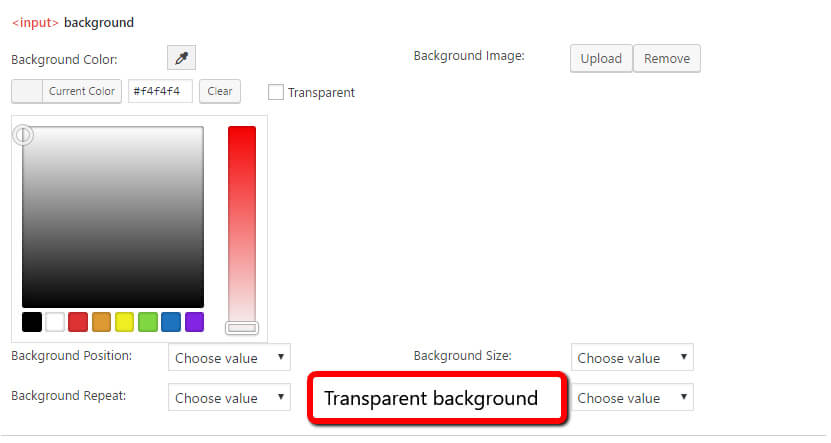 <input> background
Background Color:
Background Image:
Upload
Remove
Current Color
#f4f4f4
Clear
Transparent
Background Position:
Choose value
Background Size:
Choose value
Background Repeat:
Choose value
Transparent background
Choose value